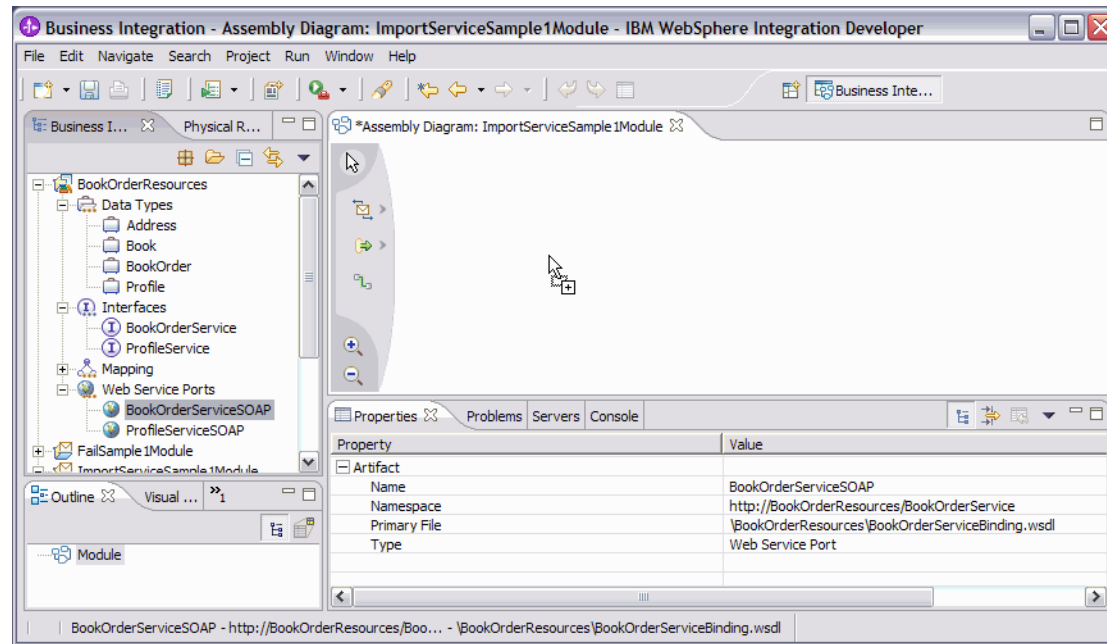 Business Integration - Assembly Diagram: ImportServiceSample1Module - IBM WebSphere Integration Developer
File Edit Navigate Search Project Run Window Help
Business Inte...
Business I... Physical R...
*Assembly Diagram: ImportServiceSample1Module
BookOrderResources
Data Types
Address
Book
BookOrder
Profile
Interfaces
BookOrderService
ProfileService
Mapping
Web Service Ports
BookOrderServiceSOAP
ProfileServiceSOAP
FailSample1Module
ImportServiceSample1Module
Properties Problems Servers Console
Property Value
Artifact
Name BookOrderServiceSOAP
Namespace http://BookOrderResources/BookOrderService
Primary File \BookOrderResources\BookOrderServiceBinding.wsdl
Type Web Service Port
Outline Visual ... »1
Module
BookOrderServiceSOAP - http://BookOrderResources/Boo... - \BookOrderResources\BookOrderServiceBinding.wsdl